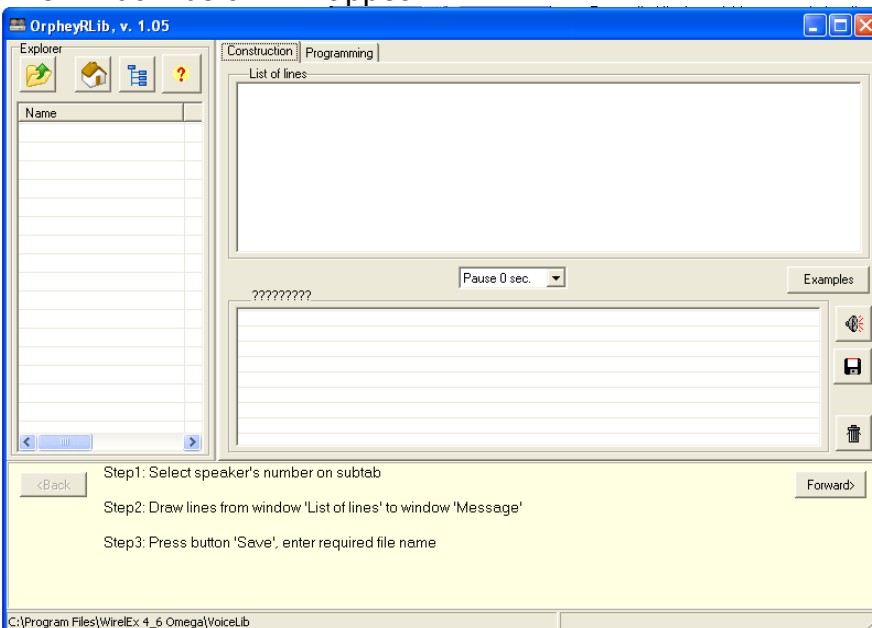 OrpheyRLib, v. 1.05
Explorer
?
Name
Construction
Programming
List of lines
Pause 0 sec.
Examples
?????????
<Back
Step1: Select speaker's number on subtab
Forward>
Step2: Draw lines from window 'List of lines' to window 'Message'
Step3: Press button 'Save', enter required file name
C:\Program Files\WirelEx 4_6 Omega\VoiceLib